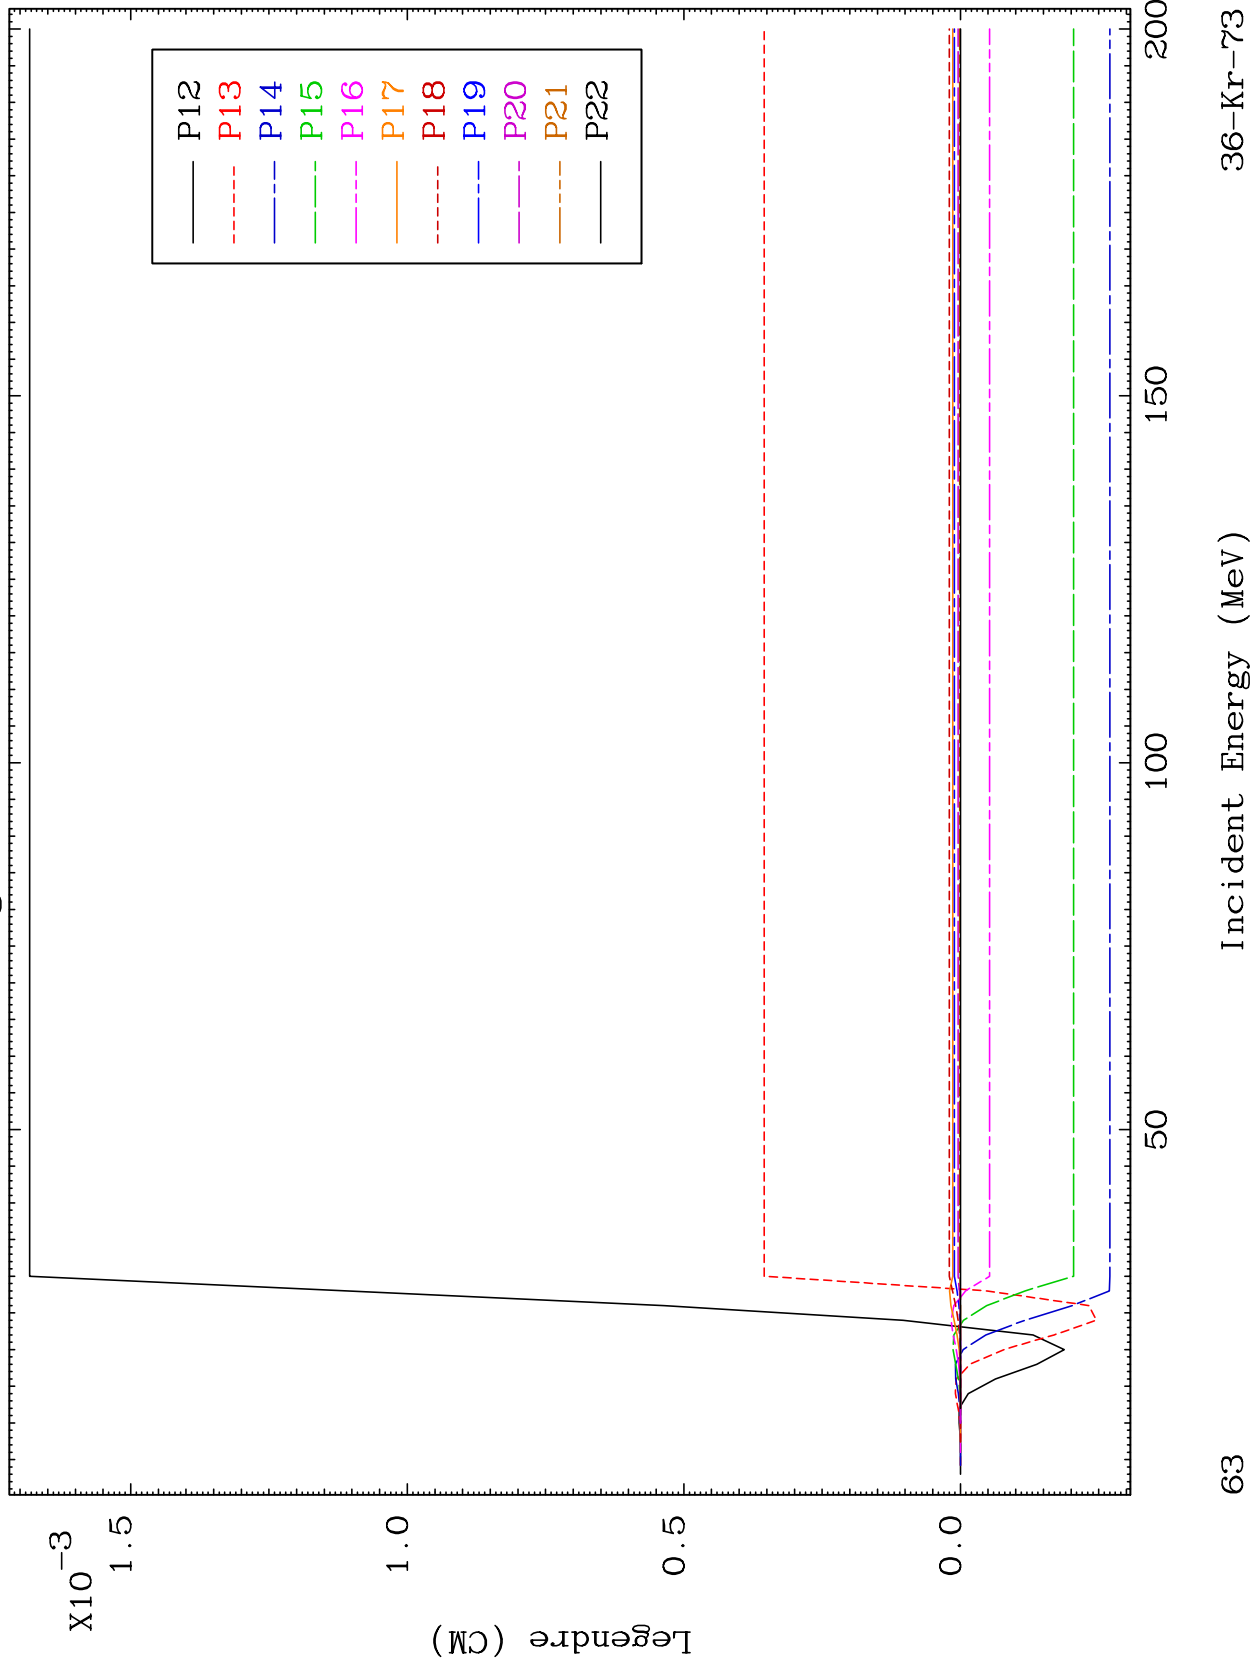 X10-3
1.5
1.0
0.5
0.0
Legendre (CM)
P12
P13
P14
P15
P16
P17
P18
P19
P20
P21
P22
50
100
150
200
63
Incident Energy (MeV)
36-Kr-73